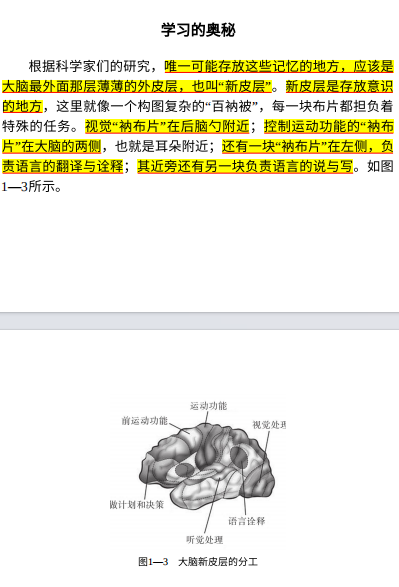 学习的奥秘
根据科学家们的研究，唯一可能存放这些记忆的地方，应该是
大脑最外面那层薄薄的外皮层，也叫“新皮层”。新皮层是存放意识
的地方，这里就像一个构图复杂的“百衲被”，每一块布片都担负着
特殊的任务。视觉“衲布片”在后脑勺附近；控制运动功能的“衲布
片”在大脑的两侧，也就是耳朵附近；还有一块“衲布片”在左侧，负
责语言的翻译与诠释；其近旁还有另一块负责语言的说与写。如图
1—3所示。
运动功能
前运动功能
视觉处理
做计划和决策
语言诠释
听觉处理
图1—3 大脑新皮层的分工